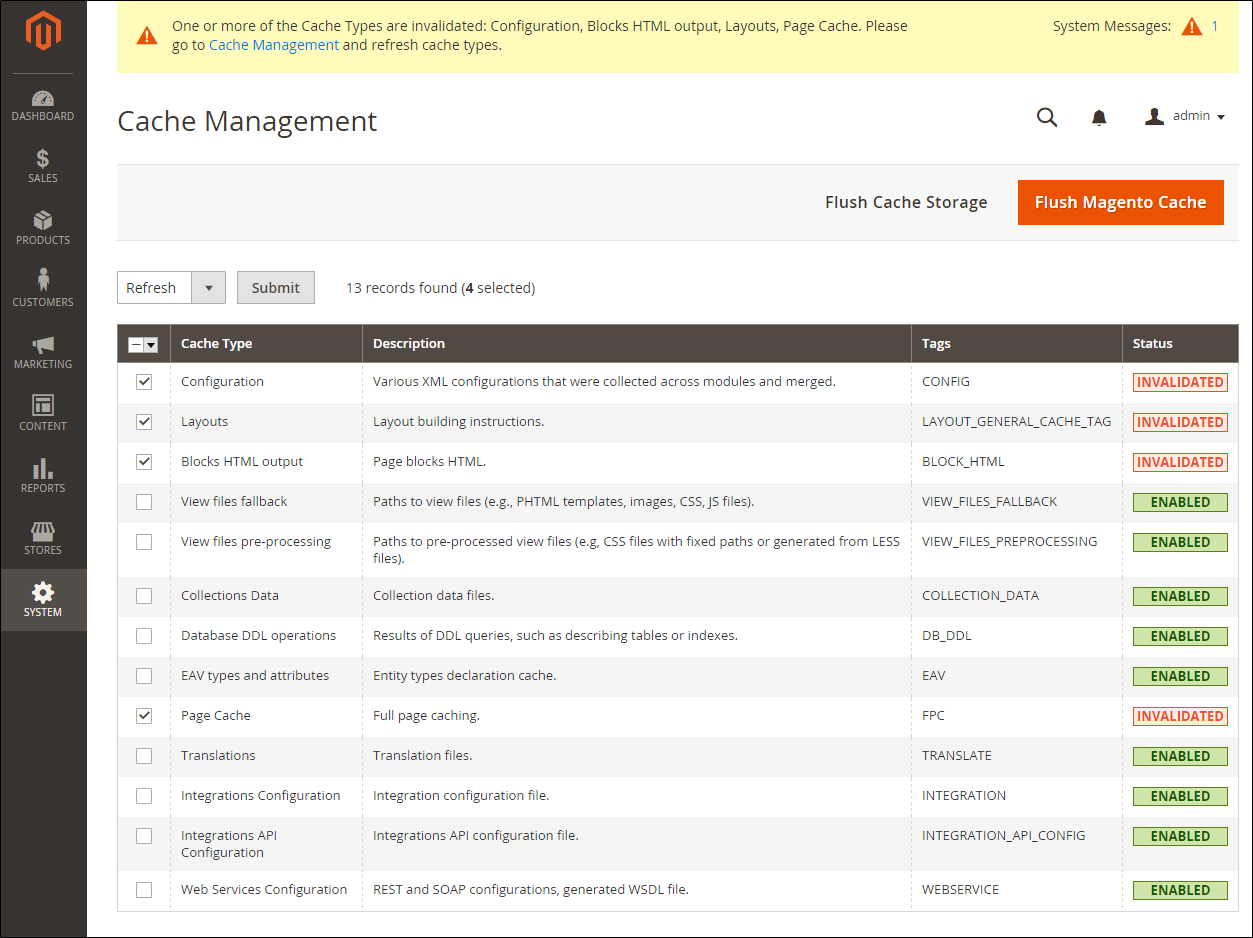 One or more of the Cache Types are invalidated: Configuration, Blocks HTML output, Layouts, Page Cache. Please
go to Cache Management and refresh cache types.
System Messages: 1
DASHBOARD
SALES
PRODUCTS
CUSTOMERS
MARKETING
CONTENT
REPORTS
STORES
SYSTEM
Cache Management
admin
Flush Cache Storage
Flush Magento Cache
Refresh
Submit
13 records found (4 selected)
Cache Type Description Tags Status
Configuration Various XML configurations that were collected across modules and merged. CONFIG INVALIDATED
Layouts Layout building instructions. LAYOUT_GENERAL_CACHE_TAG INVALIDATED
Blocks HTML output Page blocks HTML. BLOCK_HTML INVALIDATED
View files fallback Paths to view files (e.g., PHTML templates, images, CSS, JS files). VIEW_FILES_FALLBACK ENABLED
View files pre-processing Paths to pre-processed view files (e.g, CSS files with fixed paths or generated from LESS VIEW_FILES_PREPROCESSING ENABLED
files).
Collections Data Collection data files. COLLECTION_DATA ENABLED
Database DDL operations Results of DDL queries, such as describing tables or indexes. DB_DDL ENABLED
EAV types and attributes Entity types declaration cache. EAV ENABLED
Page Cache Full page caching. FPC INVALIDATED
Translations Translation files. TRANSLATE ENABLED
Integrations Configuration Integration configuration file. INTEGRATION ENABLED
Integrations API Integrations API configuration file. INTEGRATION_API_CONFIG ENABLED
Configuration
Web Services Configuration REST and SOAP configurations, generated WSDL file. WEBSERVICE ENABLED